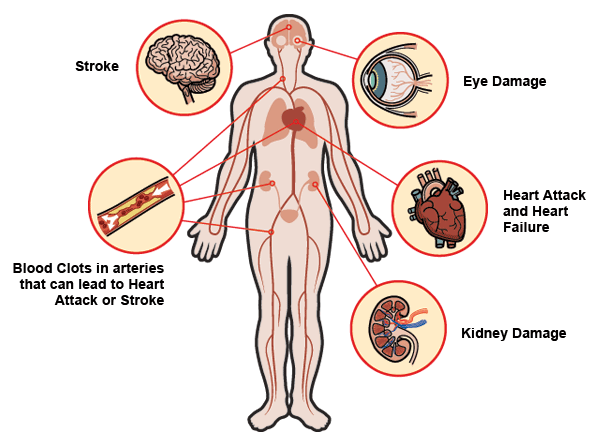 Stroke
Eye Damage
Heart Attack
and Heart
Failure
Blood Clots in arteries
that can lead to Heart
Attack or Stroke
Kidney Damage